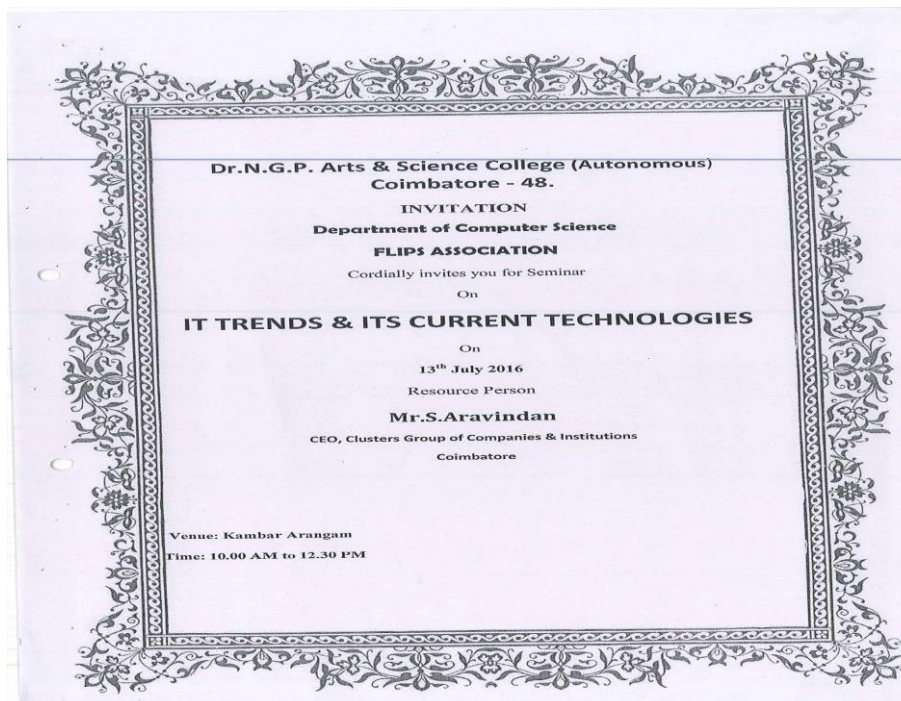 Dr.N.G.P. Arts & Science College (Autonomous)
Coimbatore - 48.
INVITATION
Department of Computer Science
FLIPS ASSOCIATION
Cordially invites you for Seminar
On
IT TRENDS & ITS CURRENT TECHNOLOGIES
On
13th July 2016
Resource Person
Mr.S.Aravindan
CEO, Clusters Group of Companies & Institutions
Coimbatore
Venue: Kambar Arangam
Time: 10.00 AM to 12.30 PM